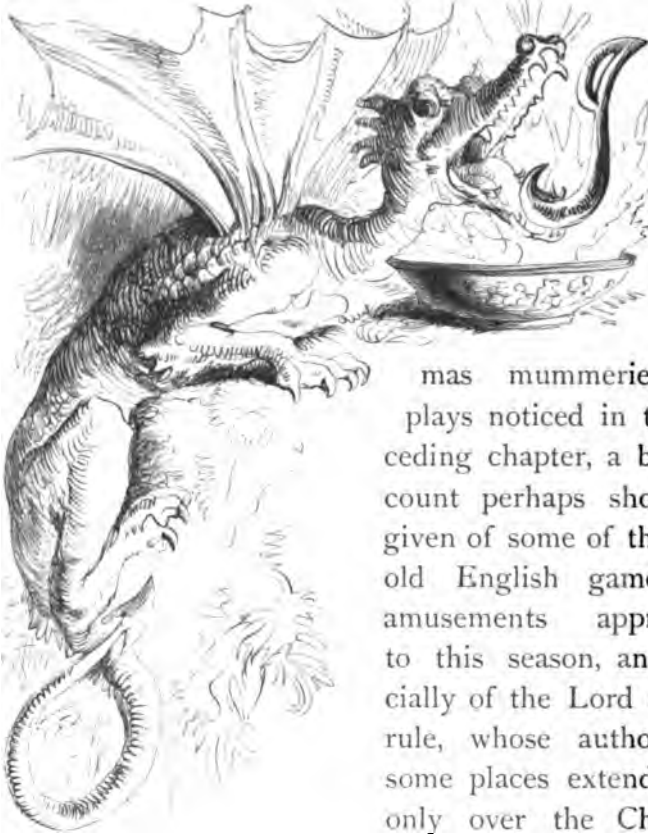 mas mummerie
plays noticed in t
ceding chapter, a b
count perhaps sho
given of some of th
old English game
amusements appr
to this season, an
cially of the Lord
rule, whose autho
some places extend
only over the Ch